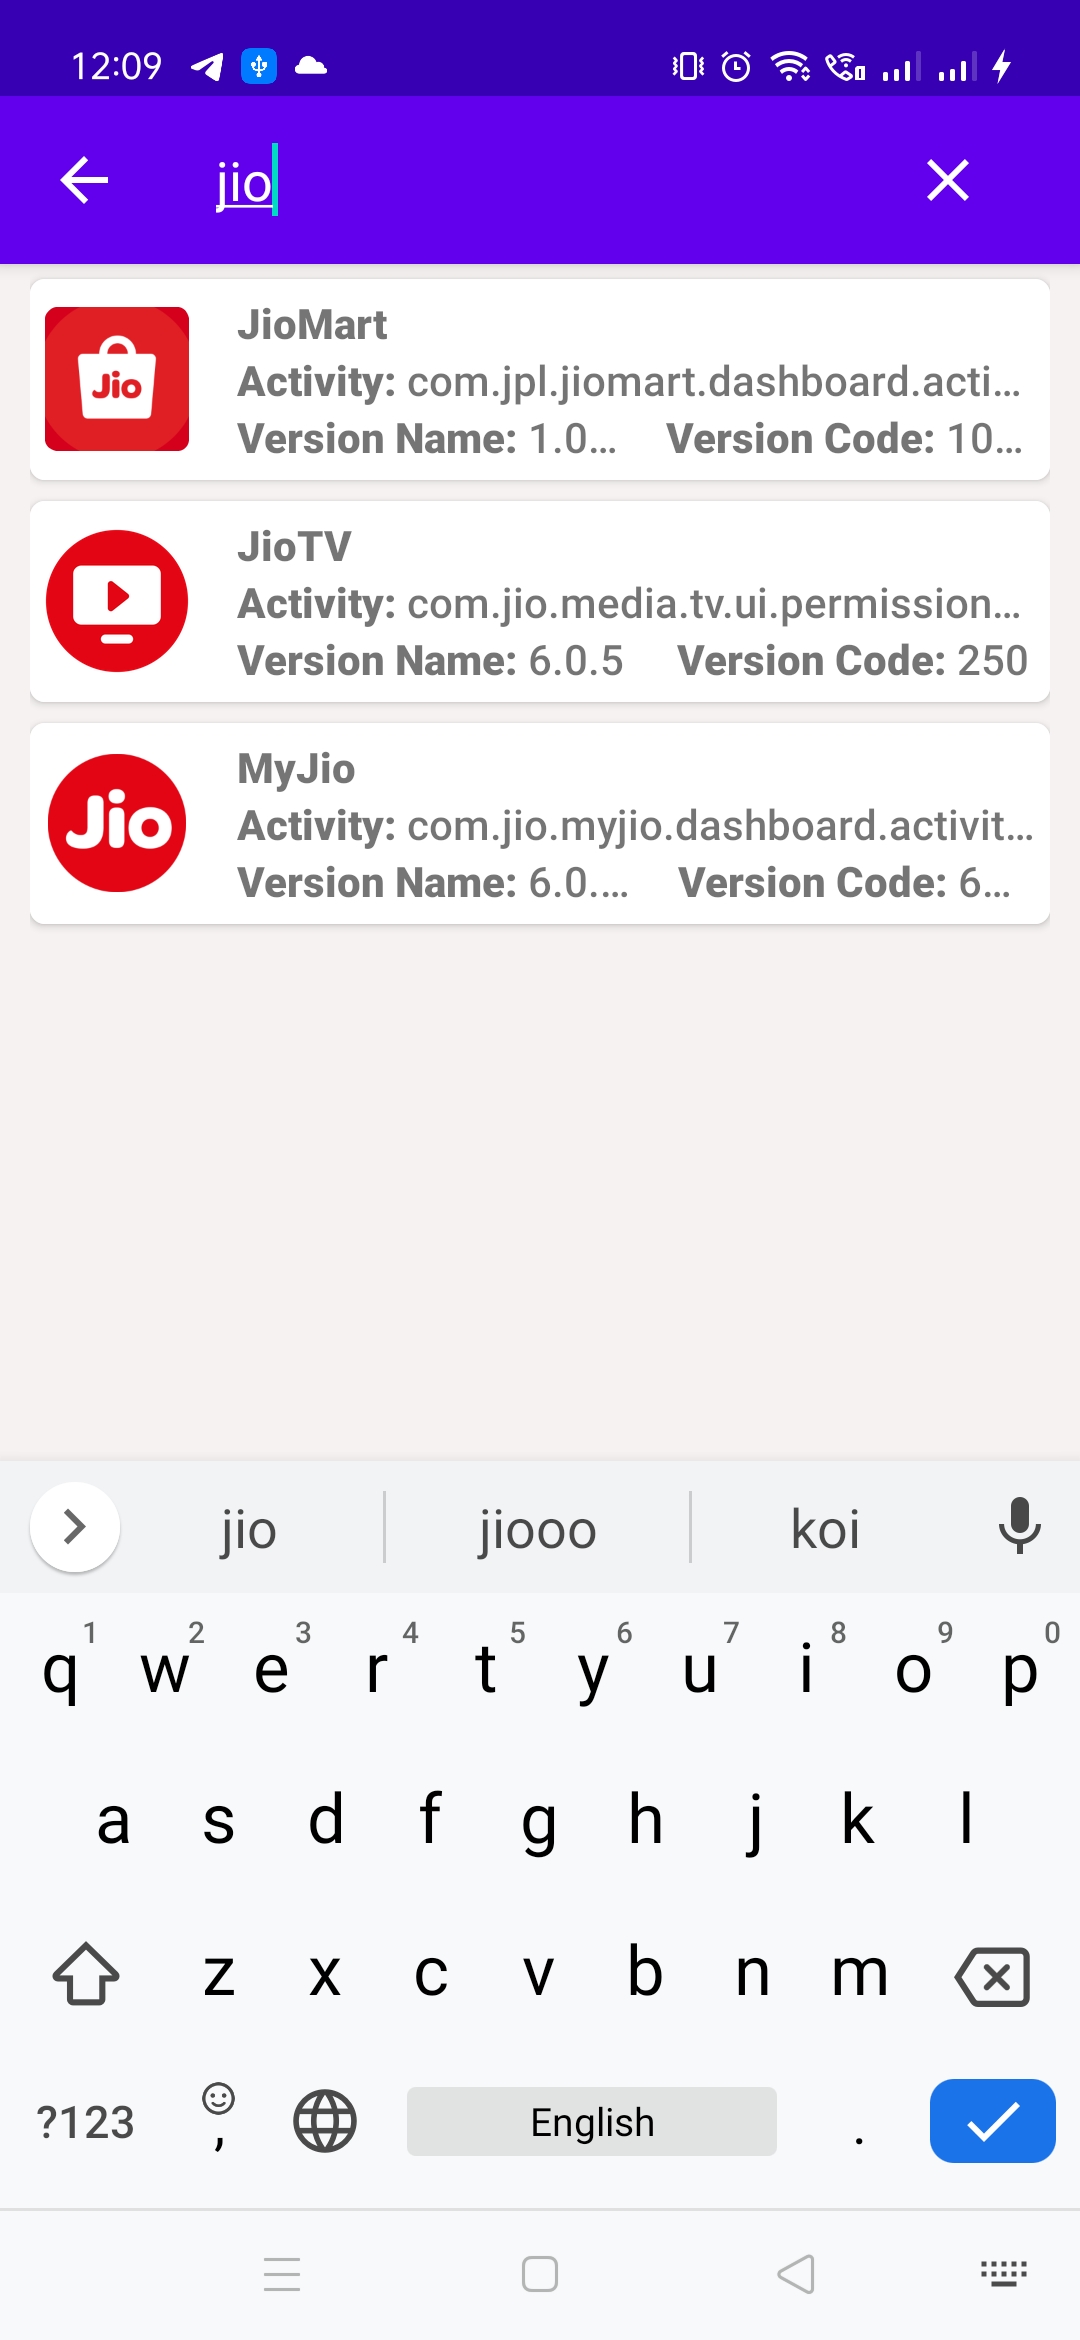 12:09
jio
Jio
JioMart
Activity: com.jpl.jiomart.dashboard.acti...
Version Name: 1.0... Version Code: 10...
JioTV
Activity: com.jio.media.tv.ui.permission...
Version Name: 6.0.5 Version Code: 250
Jio
MyJio
Activity: com.jio.myjio.dashboard.activit...
Version Name: 6.0.... Version Code: 6...
jio jiooo koi
1 2 3 4 5 6 7 8 9 0
q w e r t y u i o p
a s d f g h j k l
z x c v b n m
?123 , English .